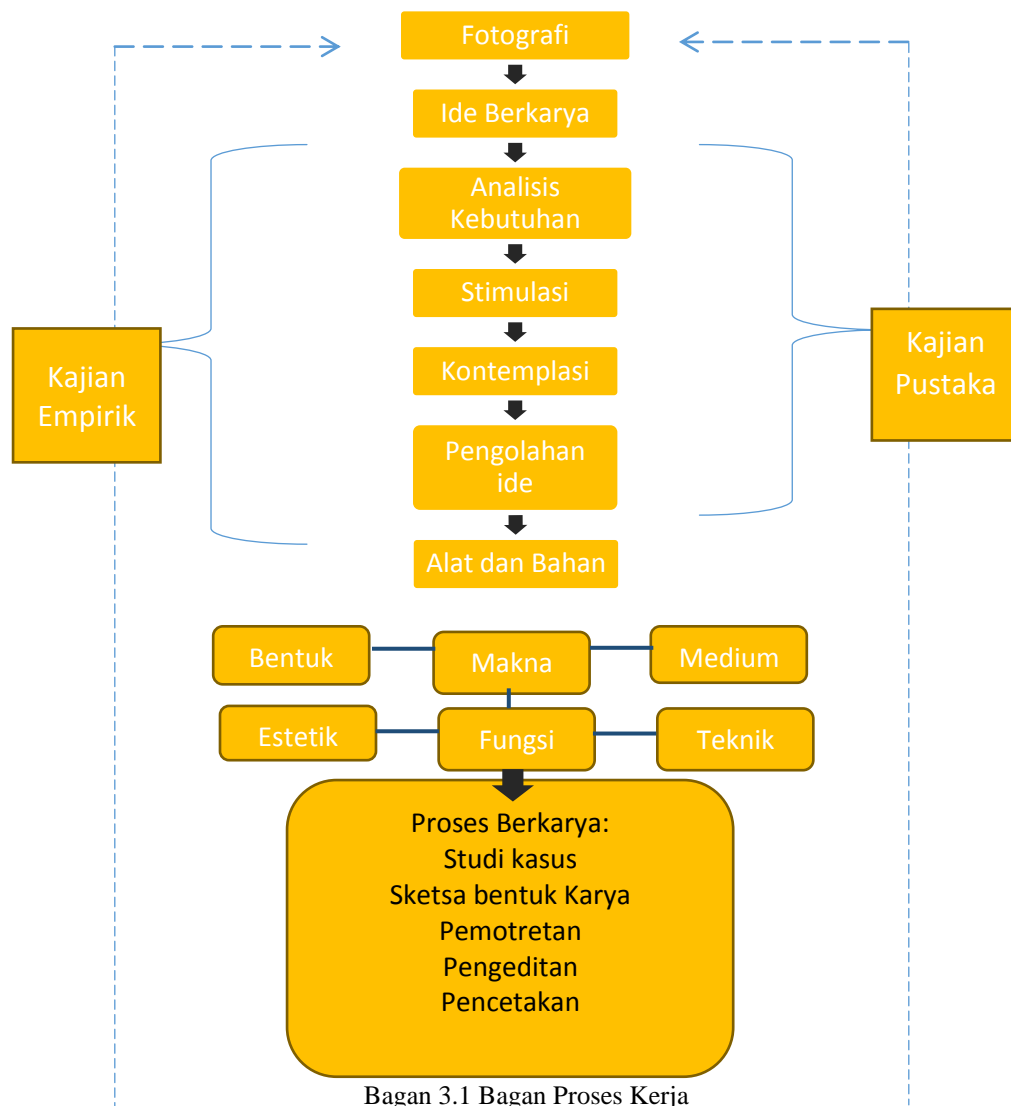 Fotografi
Ide Berkarya
Analisis
Kebutuhan
Stimulasi
Kontemplasi
Pengolahan
ide
Alat dan Bahan
Kajian
Empirik
Kajian
Pustaka
Bentuk
Makna
Medium
Estetik
Fungsi
Teknik
Proses Berkarya:
Studi kasus
Sketsa bentuk Karya
Pemotretan
Pengeditan
Pencetakan
Bagan 3.1 Bagan Proses Kerja